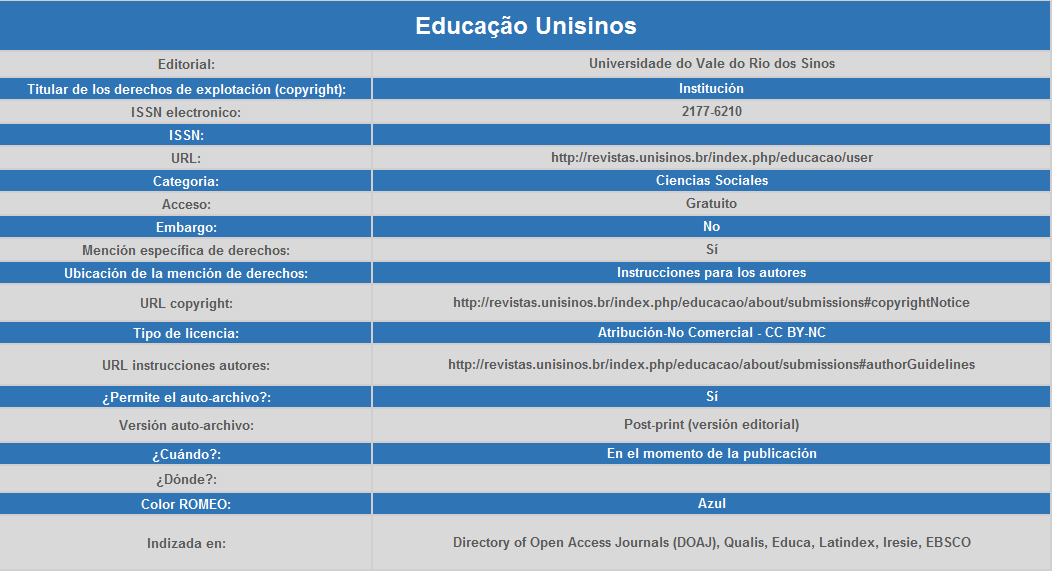 Educação Unisinos
Editorial: Universidade do Vale do Rio dos Sinos
Titular de los derechos de explotación (copyright): Institución
ISSN electronico: 2177-6210
ISSN:
URL: http://revistas.unisinos.br/index.php/educacao/user
Categoria: Ciencias Sociales
Acceso: Gratuito
Embargo: No
Mención específica de derechos: Sí
Ubicación de la mención de derechos: Instrucciones para los autores
URL copyright: http://revistas.unisinos.br/index.php/educacao/about/submissions#copyrightNotice
Tipo de licencia: Atribución-No Comercial - CC BY-NC
URL instrucciones autores: http://revistas.unisinos.br/index.php/educacao/about/submissions#authorGuidelines
¿Permite el auto-archivo?: Sí
Versión auto-archivo: Post-print (versión editorial)
¿Cuándo?: En el momento de la publicación
¿Dónde?:
Color ROMEO: Azul
Indizada en: Directory of Open Access Journals (DOAJ), Qualis, Educa, Latindex, Iresie, EBSCO